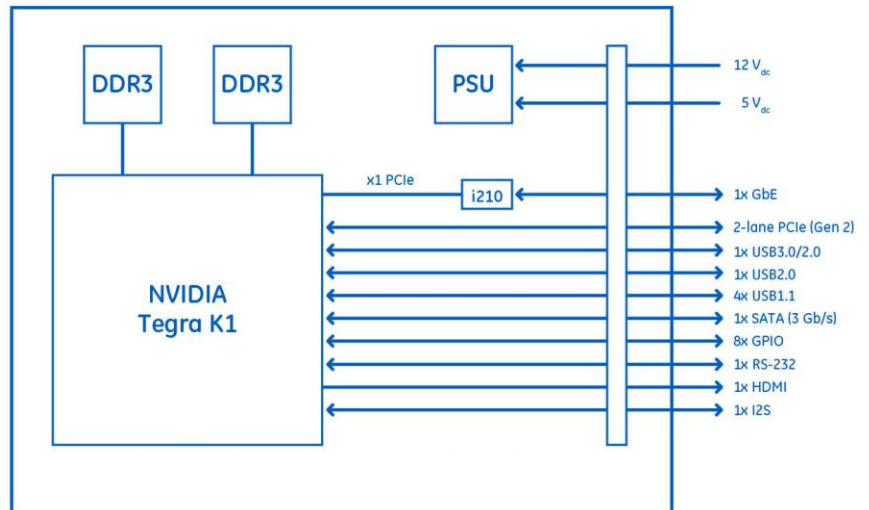 DDR3
DDR3
PSU
12 Vdc
5 Vdc
x1 PCIe
i210
1x GbE
2-lane PCIe (Gen 2)
1x USB3.0/2.0
1x USB2.0
4x USB1.1
1x SATA (3 Gb/s)
8x GPIO
1x RS-232
1x HDMI
1x I2S
NVIDIA
Tegra K1